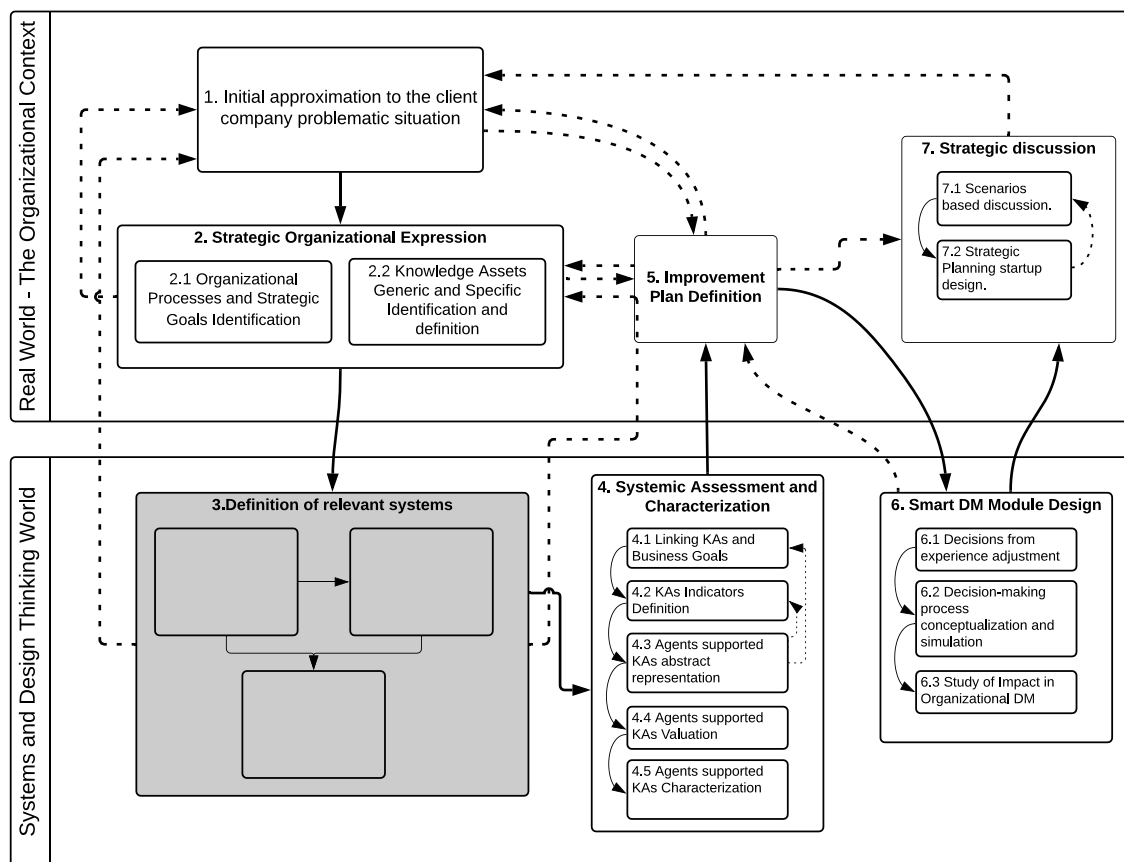 Real World - The Organizational Context
1. Initial approximation to the client
company problematic situation
2. Strategic Organizational Expression
2.1 Organizational
Processes and Strategic
Goals Identification
2.2 Knowledge Assets
Generic and Specific
Identification and
definition
5. Improvement
Plan Definition
7. Strategic discussion
7.1 Scenarios
based discussion.
7.2 Strategic
Planning startup
design.
Systems and Design Thinking World
3.Definition of relevant systems
4. Systemic Assessment and
Characterization
4.1 Linking KAs and
Business Goals
4.2 KAs Indicators
Definition
4.3 Agents supported
KAs abstract
representation
4.4 Agents supported
KAs Valuation
4.5 Agents supported
KAs Characterization
6. Smart DM Module Design
6.1 Decisions from
experience adjustment
6.2 Decision-making
process
conceptualization and
simulation
6.3 Study of Impact in
Organizational DM